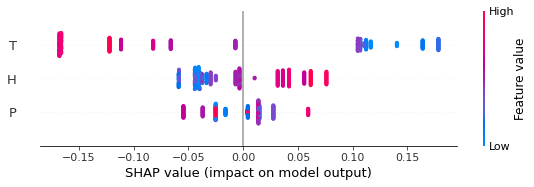 High
T
H
P
Low
Feature value
−0.15 −0.10 −0.05 0.00 0.05 0.10 0.15
SHAP value (impact on model output)